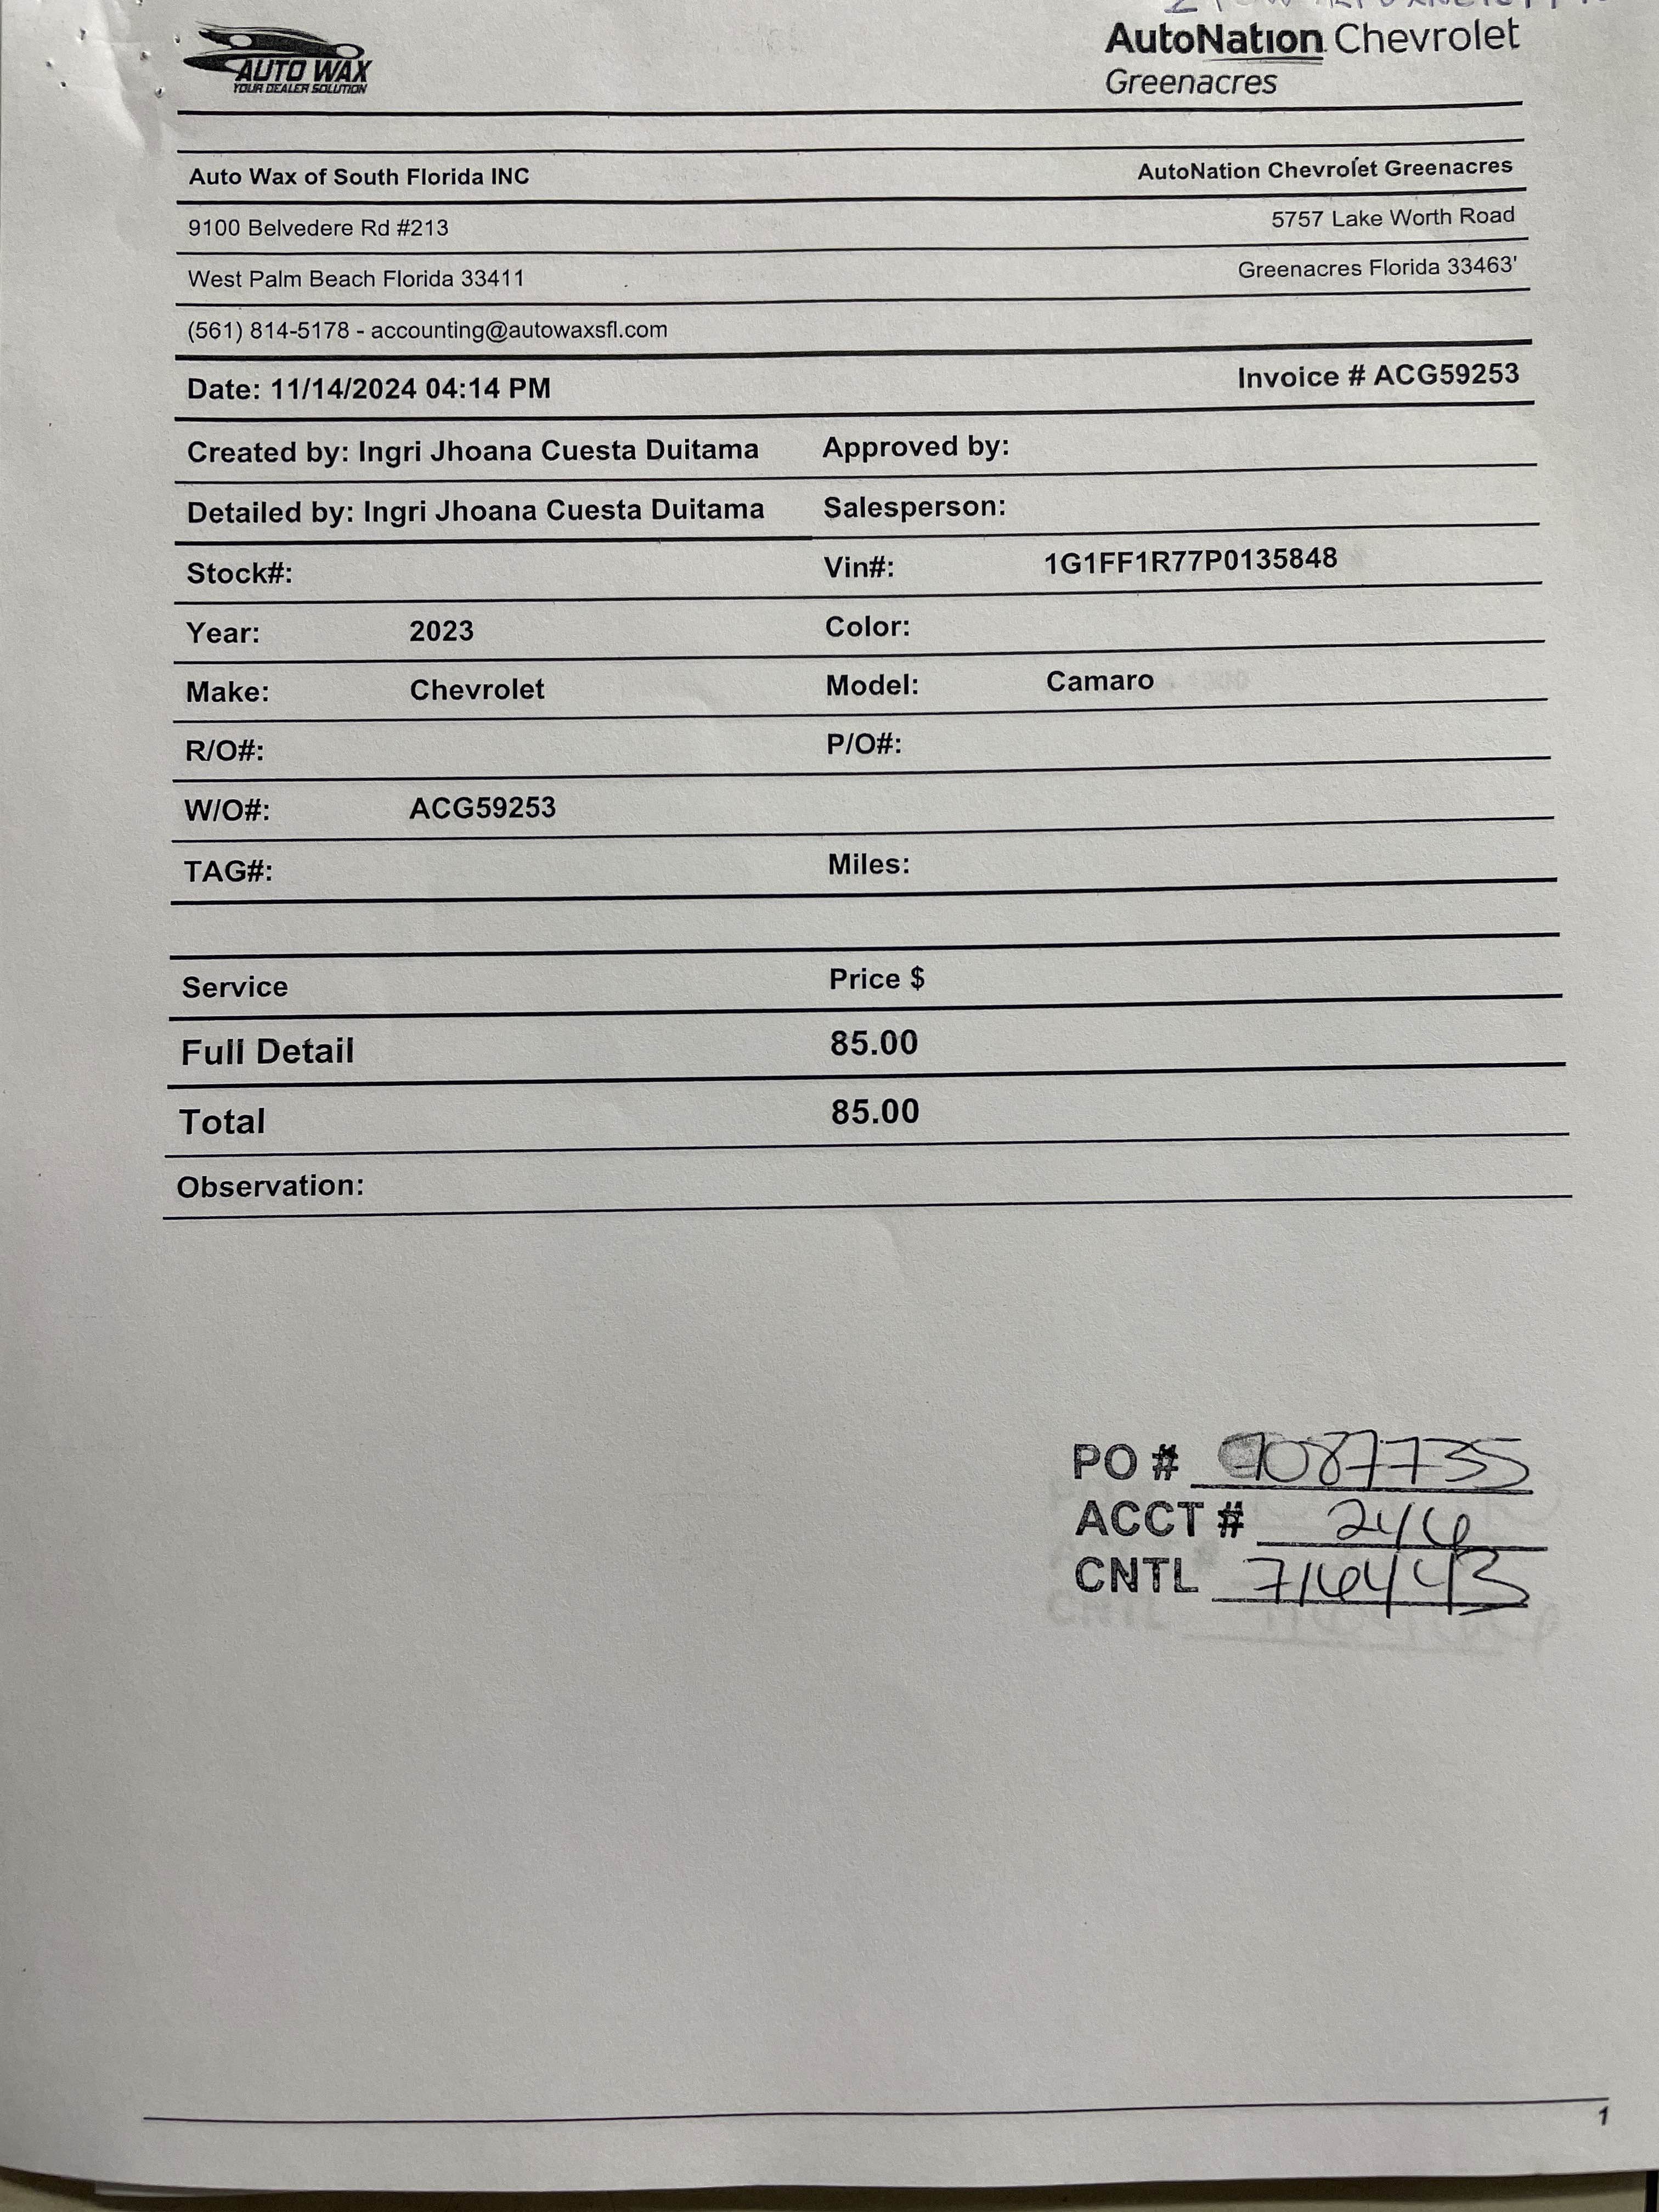 AUTO WAX
YOUR DEALER SOLUTION
AutoNation Chevrolet
Greenacres
Auto Wax of South Florida INC AutoNation Chevrolet Greenacres
9100 Belvedere Rd #213 5757 Lake Worth Road
West Palm Beach Florida 33411 Greenacres Florida 33463'
(561) 814-5178 - accounting@autowaxsfl.com
Date: 11/14/2024 04:14 PM Invoice # ACG59253
Created by: Ingri Jhoana Cuesta Duitama Approved by:
Detailed by: Ingri Jhoana Cuesta Duitama Salesperson:
Stock#: Vin#: 1G1FF1R77P0135848
Year: 2023 Color:
Make: Chevrolet Model: Camaro
R/O#: P/O#:
W/O#: ACG59253
TAG#: Miles:
Service Price $
Full Detail 85.00
Total 85.00
Observation:
PO #
ACCT #
CNTL
1